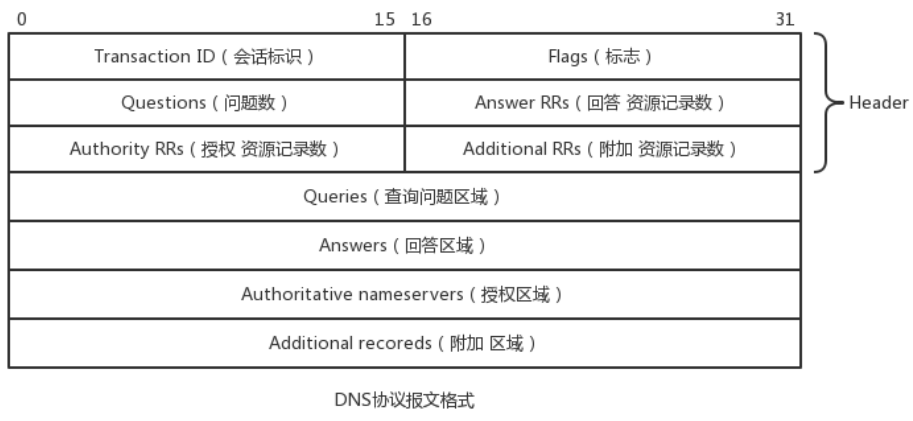 0 15 16 31
Transaction ID（会话标识） Flags（标志）
Questions（问题数） Answer RRs（回答 资源记录数） Header
Authority RRs（授权 资源记录数） Additional RRs（附加 资源记录数）
Queries（查询问题区域）
Answers（回答区域）
Authoritative nameservers（授权区域）
Additional recoreds（附加 区域）
DNS协议报文格式